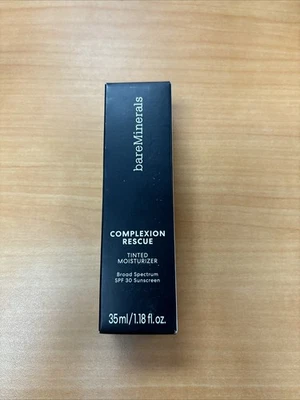 bareMinerals
COMPLEXION
RESCUE
TINTED
MOISTURIZER
Broad Spectrum
SPF 30 Sunscreen
35ml/1.18 fl. oz.